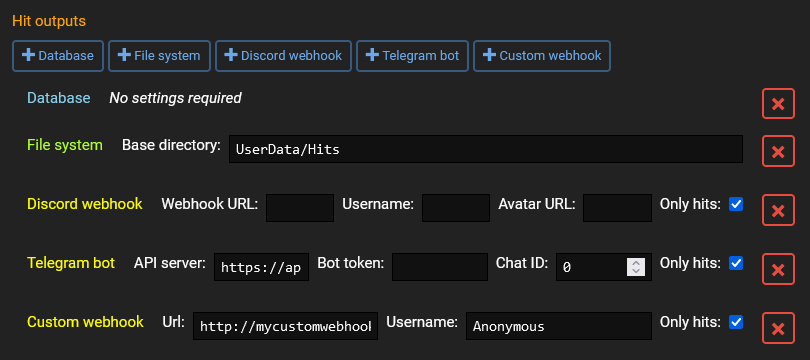 Hit outputs
+ Database + File system + Discord webhook + Telegram bot + Custom webhook
Database No settings required
File system Base directory: UserData/Hits
Discord webhook Webhook URL: Username: Avatar URL: Only hits:
Telegram bot API server: https://ap Bot token: Chat ID: 0 Only hits:
Custom webhook Url: http://mycustomwebhook Username: Anonymous Only hits: